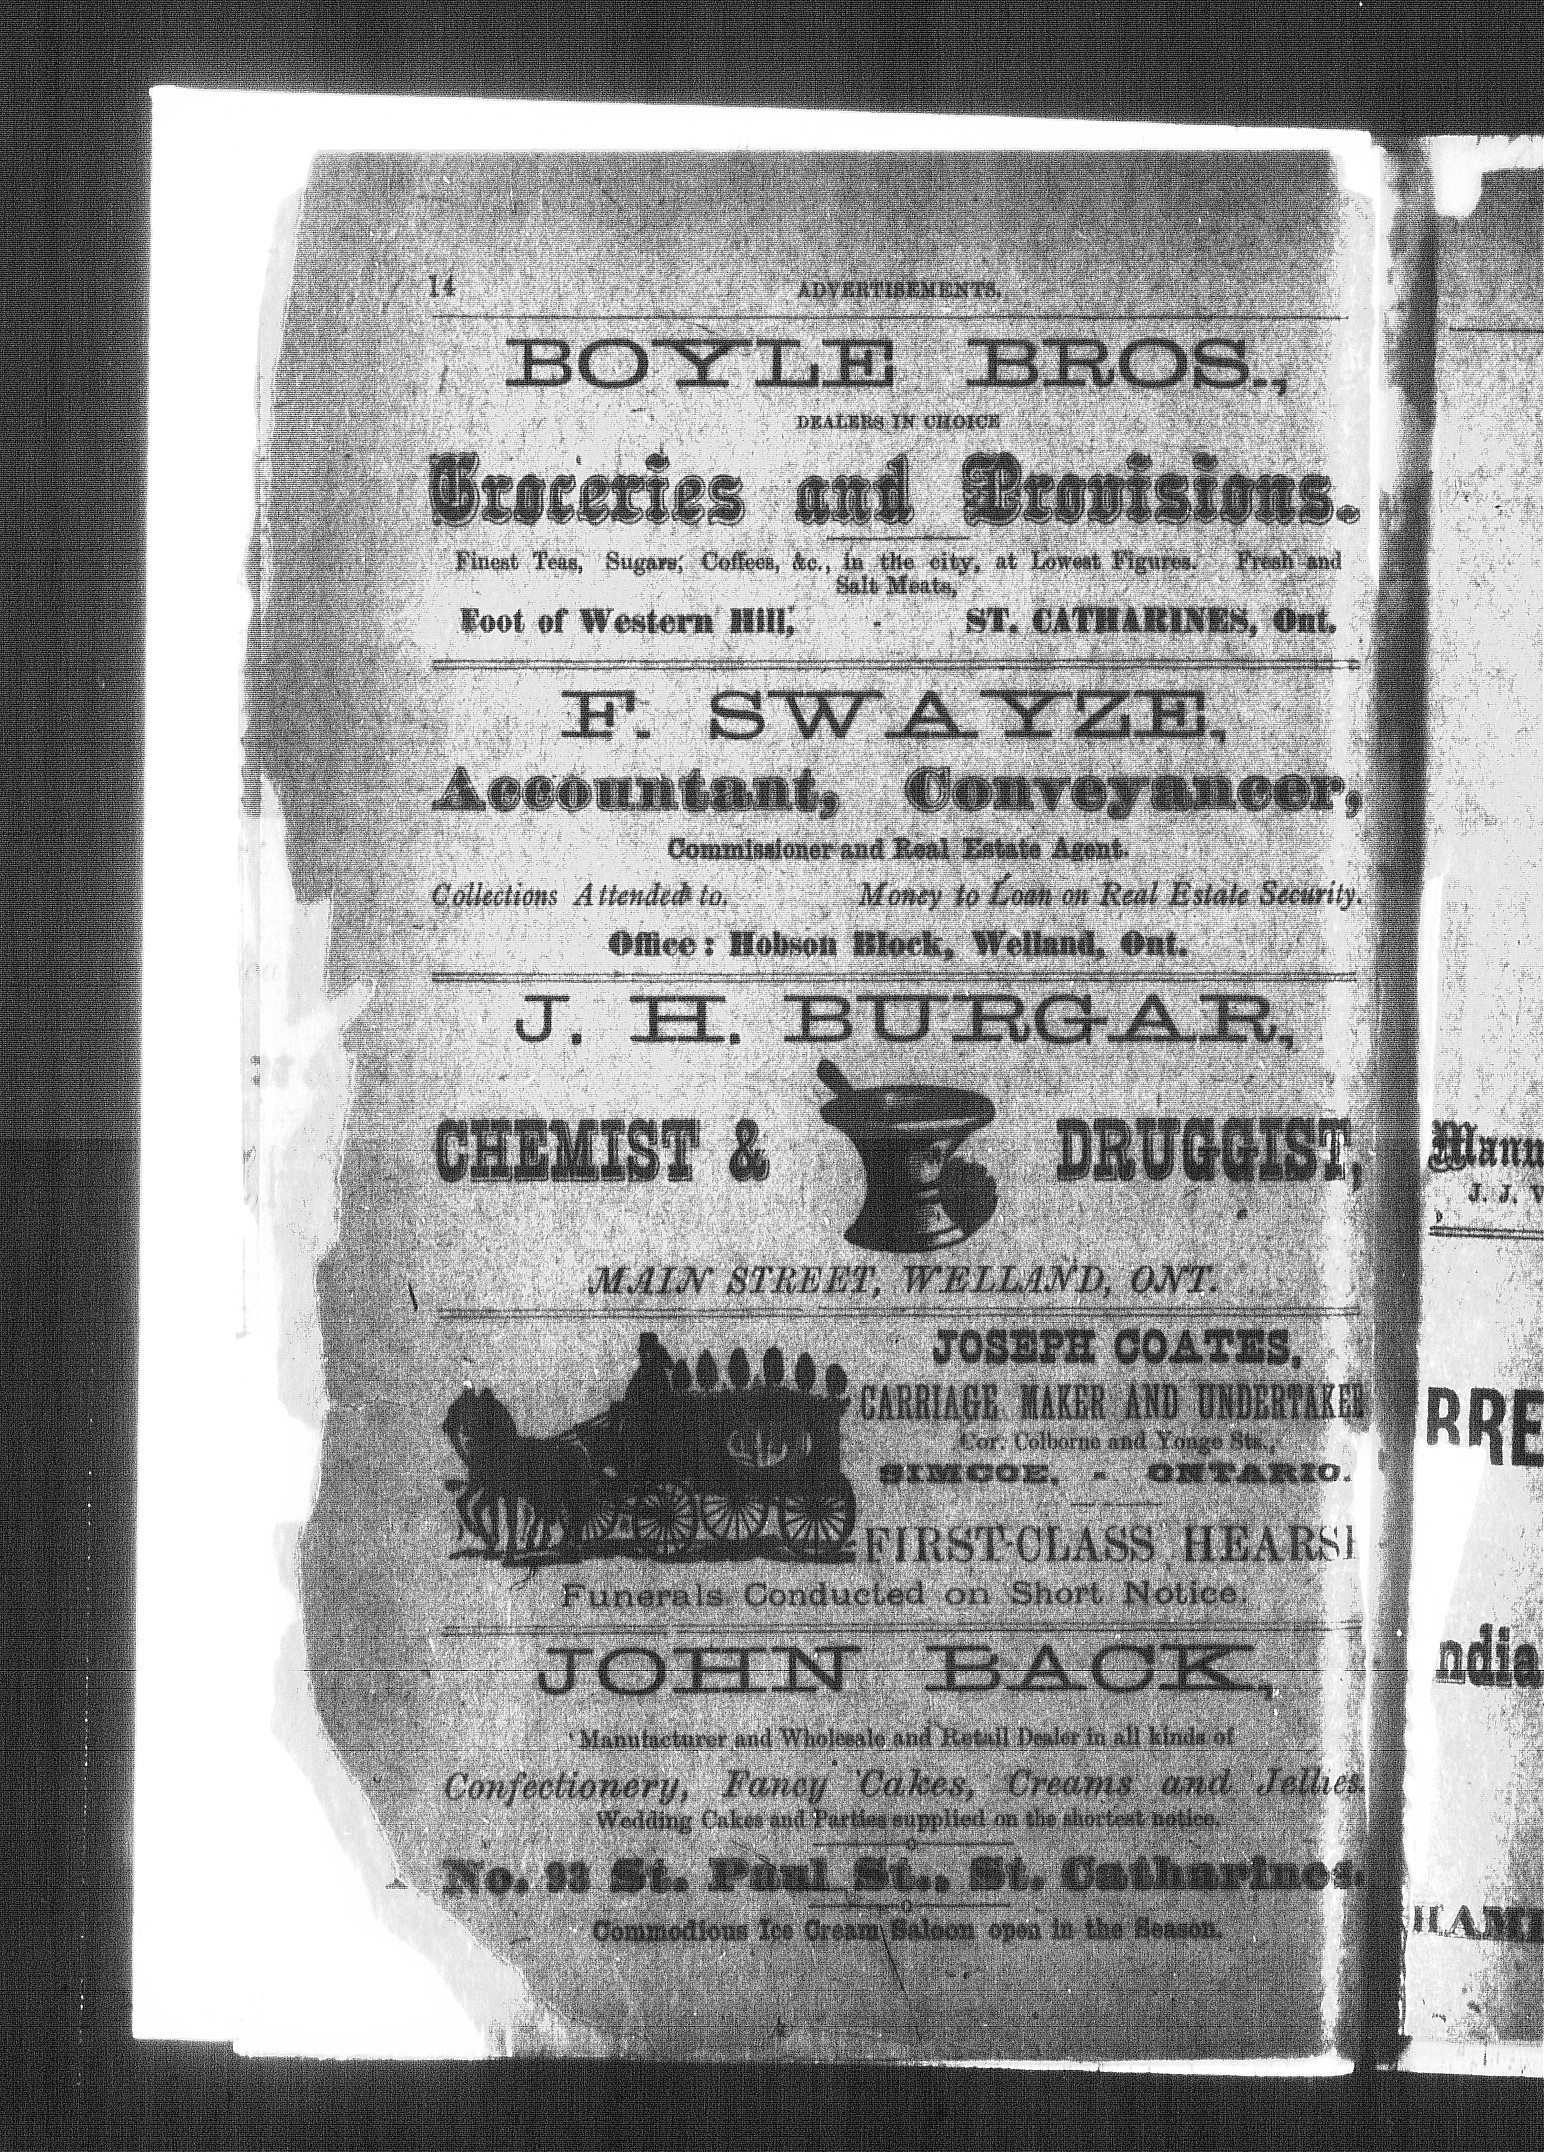 14
ADVERTISEMENTS.
BOYLE BROS.,
DEALERS IN CHOICE
Groceries and Provisions.
Finest Teas, Sugars, Coffees, &c., in the city, at Lowest Figures. Fresh and
Salt Meats,
Foot of Western Hill, - ST. CATHARINES, Ont.
F. SWAYZE,
Accountant, Conveyancer,
Commissioner and Real Estate Agent.
Collections Attended to. Money to Loan on Real Estate Security.
Office: Hobson Block, Welland, Ont.
J. H. BURGAR,
CHEMIST & DRUGGIST,
MAIN STREET, WELLAND, ONT.
JOSEPH COATES,
CARRIAGE MAKER AND UNDERTAKER
Cor. Colborne and Yonge Sts.,
SIMCOE, - ONTARIO.
FIRST-CLASS HEARSE
Funerals Conducted on Short Notice.
JOHN BACK,
Manufacturer and Wholesale and Retail Dealer in all kinds of
Confectionery, Fancy Cakes, Creams and Jellies.
Wedding Cakes and Parties supplied on the shortest notice.
No. 93 St. Paul St., St. Catharines.
Commodious Ice Cream Saloon open in the Season.
Manu
J. J. V
RRE
ndia
HAMI